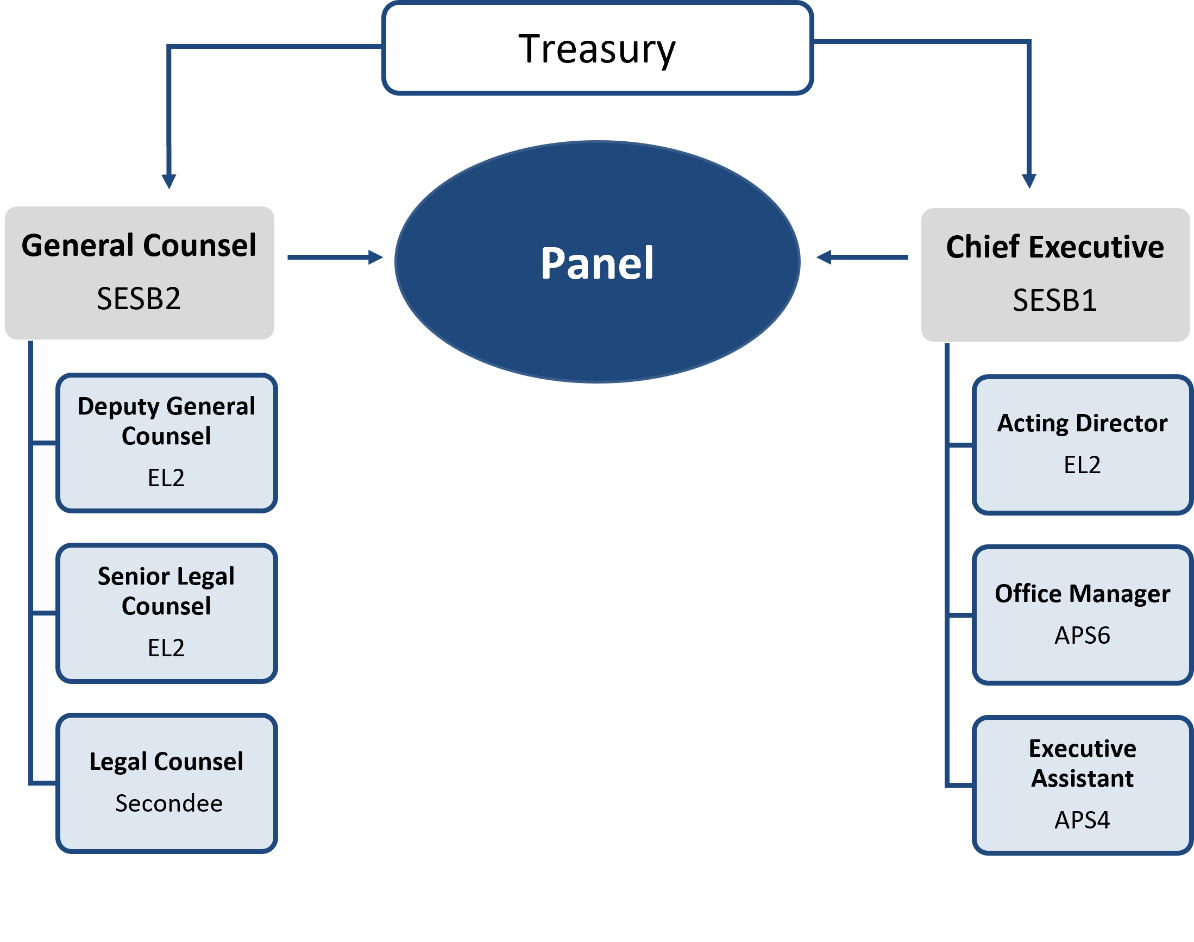 Treasury
General Counsel
SESB2
Panel
Chief Executive
SESB1
Deputy General
Counsel
EL2
Senior Legal
Counsel
EL2
Legal Counsel
Secondee
Acting Director
EL2
Office Manager
APS6
Executive
Assistant
APS4